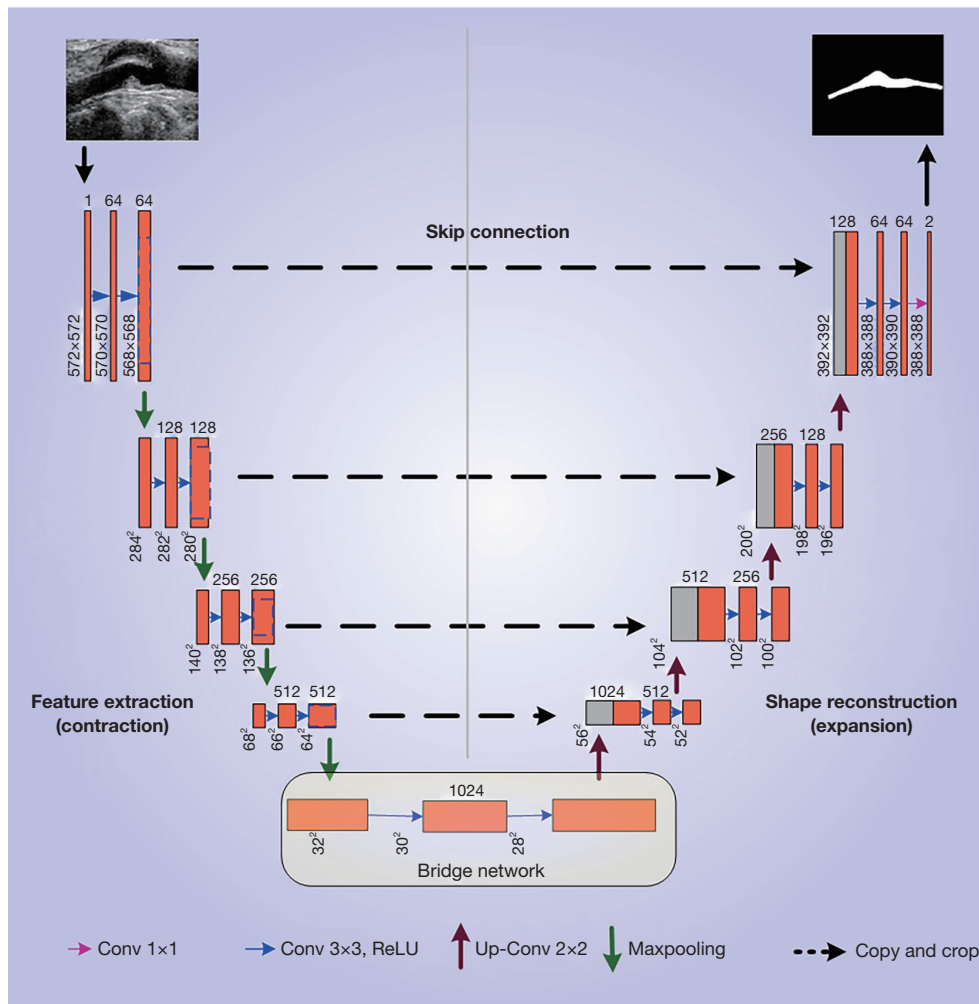 1 64 64
Skip connection
128 64 64 2
572×572
570×570
568×568
392×392
388×388
390×390
388×388
128 128
256 128
284²
282²
280²
200²
198²
196²
256 256
512 256
140²
138²
136²
104²
102²
100²
Feature extraction
(contraction)
512 512
1024 512
Shape reconstruction
(expansion)
68²
66²
64²
56²
54²
52²
1024
32²
30²
28²
Bridge network
Conv 1×1
Conv 3×3, ReLU
Up-Conv 2×2
Maxpooling
Copy and crop